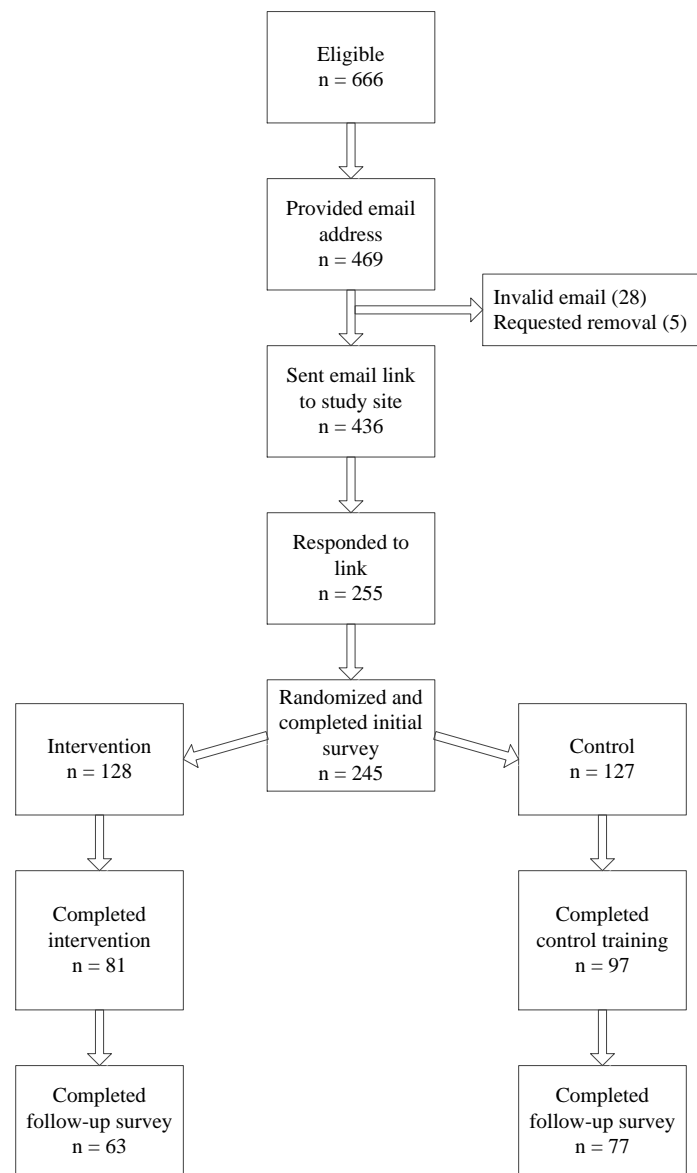 Eligible
n = 666
Provided email
address
n = 469
Invalid email (28)
Requested removal (5)
Sent email link
to study site
n = 436
Responded to
link
n = 255
Randomized and
completed initial
survey
n = 245
Intervention
n = 128
Control
n = 127
Completed
intervention
n = 81
Completed
control training
n = 97
Completed
follow-up survey
n = 63
Completed
follow-up survey
n = 77